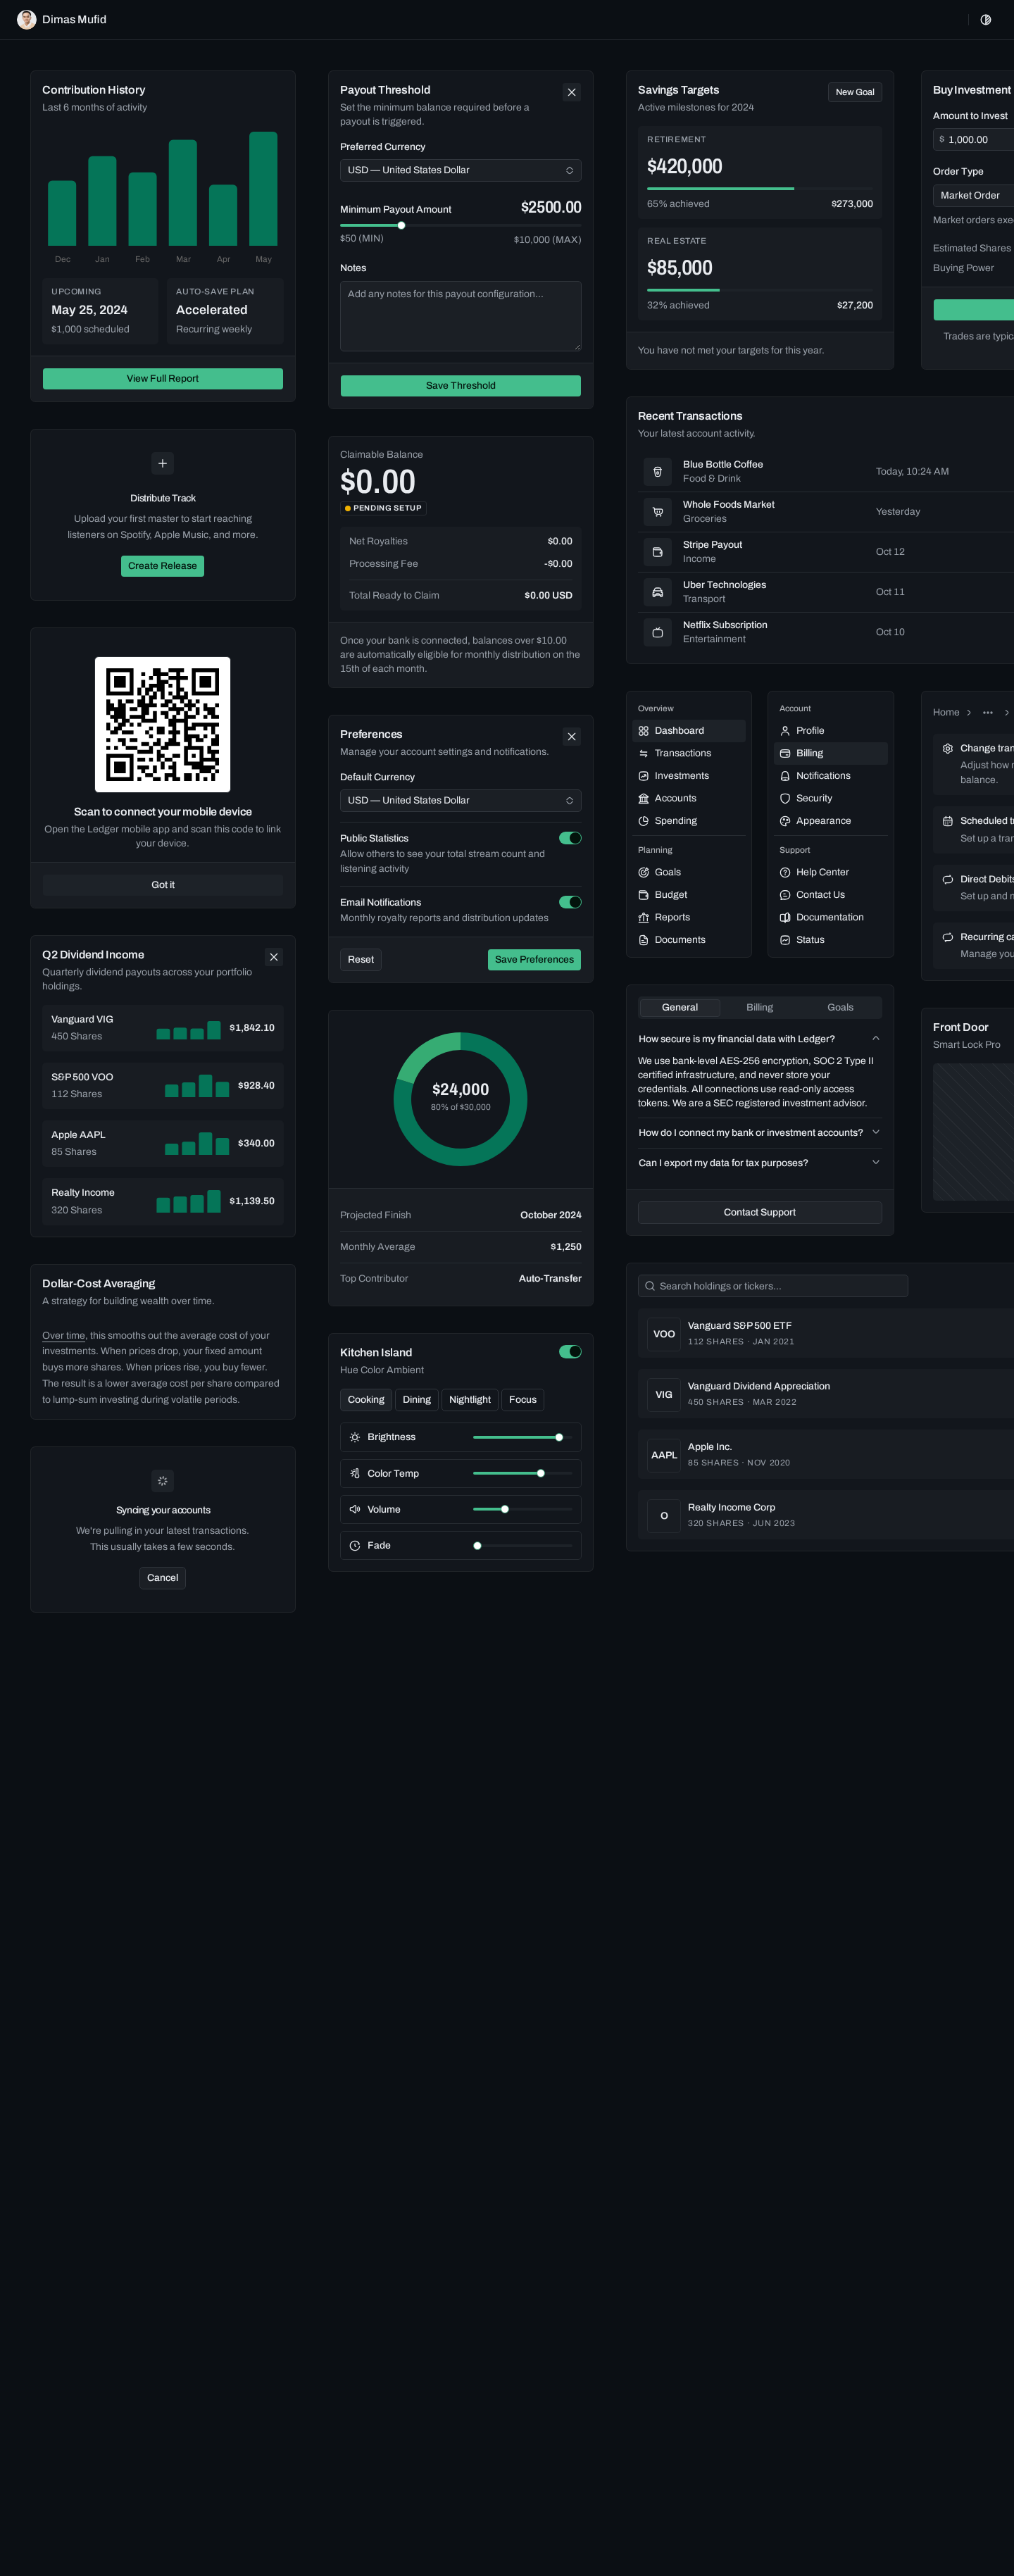 Dimas Mufid
Contribution History
Last 6 months of activity
Dec Jan Feb Mar Apr May
UPCOMING
May 25, 2024
$1,000 scheduled
AUTO-SAVE PLAN
Accelerated
Recurring weekly
View Full Report
Distribute Track
Upload your first master to start reaching
listeners on Spotify, Apple Music, and more.
Create Release
Scan to connect your mobile device
Open the Ledger mobile app and scan this code to link
your device.
Got it
Q2 Dividend Income
Quarterly dividend payouts across your portfolio
holdings.
Vanguard VIG
450 Shares
$1,842.10
S&P 500 VOO
112 Shares
$928.40
Apple AAPL
85 Shares
$340.00
Realty Income
320 Shares
$1,139.50
Dollar-Cost Averaging
A strategy for building wealth over time.
Over time, this smooths out the average cost of your
investments. When prices drop, your fixed amount
buys more shares. When prices rise, you buy fewer.
The result is a lower average cost per share compared
to lump-sum investing during volatile periods.
Syncing your accounts
We're pulling in your latest transactions.
This usually takes a few seconds.
Cancel
Payout Threshold
Set the minimum balance required before a
payout is triggered.
Preferred Currency
USD — United States Dollar
Minimum Payout Amount
$2500.00
$50 (MIN)
$10,000 (MAX)
Notes
Add any notes for this payout configuration...
Save Threshold
Claimable Balance
$0.00
PENDING SETUP
Net Royalties $0.00
Processing Fee -$0.00
Total Ready to Claim $0.00 USD
Once your bank is connected, balances over $10.00
are automatically eligible for monthly distribution on the
15th of each month.
Preferences
Manage your account settings and notifications.
Default Currency
USD — United States Dollar
Public Statistics
Allow others to see your total stream count and
listening activity
Email Notifications
Monthly royalty reports and distribution updates
Reset
Save Preferences
$24,000
80% of $30,000
Projected Finish October 2024
Monthly Average $1,250
Top Contributor Auto-Transfer
Kitchen Island
Hue Color Ambient
Cooking Dining Nightlight Focus
Brightness
Color Temp
Volume
Fade
Savings Targets
Active milestones for 2024
New Goal
RETIREMENT
$420,000
65% achieved $273,000
REAL ESTATE
$85,000
32% achieved $27,200
You have not met your targets for this year.
Buy Investment
Amount to Invest
$ 1,000.00
Order Type
Market Order
Market orders exe
Estimated Shares
Buying Power
Trades are typic
Recent Transactions
Your latest account activity.
Blue Bottle Coffee
Food & Drink
Today, 10:24 AM
Whole Foods Market
Groceries
Yesterday
Stripe Payout
Income
Oct 12
Uber Technologies
Transport
Oct 11
Netflix Subscription
Entertainment
Oct 10
Overview
Dashboard
Transactions
Investments
Accounts
Spending
Planning
Goals
Budget
Reports
Documents
Account
Profile
Billing
Notifications
Security
Appearance
Support
Help Center
Contact Us
Documentation
Status
Home
Change tran
Adjust how
balance.
Scheduled t
Set up a tran
Direct Debits
Set up and
Recurring ca
Manage you
General Billing Goals
How secure is my financial data with Ledger?
We use bank-level AES-256 encryption, SOC 2 Type II
certified infrastructure, and never store your
credentials. All connections use read-only access
tokens. We are a SEC registered investment advisor.
How do I connect my bank or investment accounts?
Can I export my data for tax purposes?
Contact Support
Front Door
Smart Lock Pro
Search holdings or tickers...
VOO
Vanguard S&P 500 ETF
112 SHARES · JAN 2021
VIG
Vanguard Dividend Appreciation
450 SHARES · MAR 2022
AAPL
Apple Inc.
85 SHARES · NOV 2020
O
Realty Income Corp
320 SHARES · JUN 2023